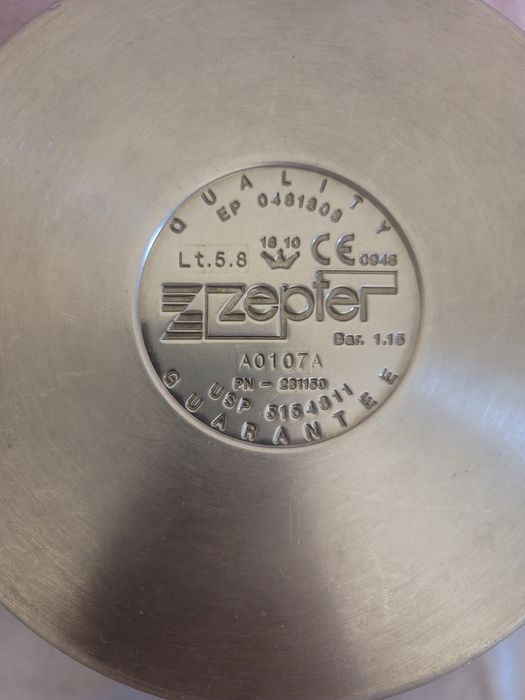 QUALITY
EP 0481803
Lt.5.8
18 10
CE 0948
zepter
Bar. 1.15
A0107A
PN - 231150
USP 5154311
GUARANTEE